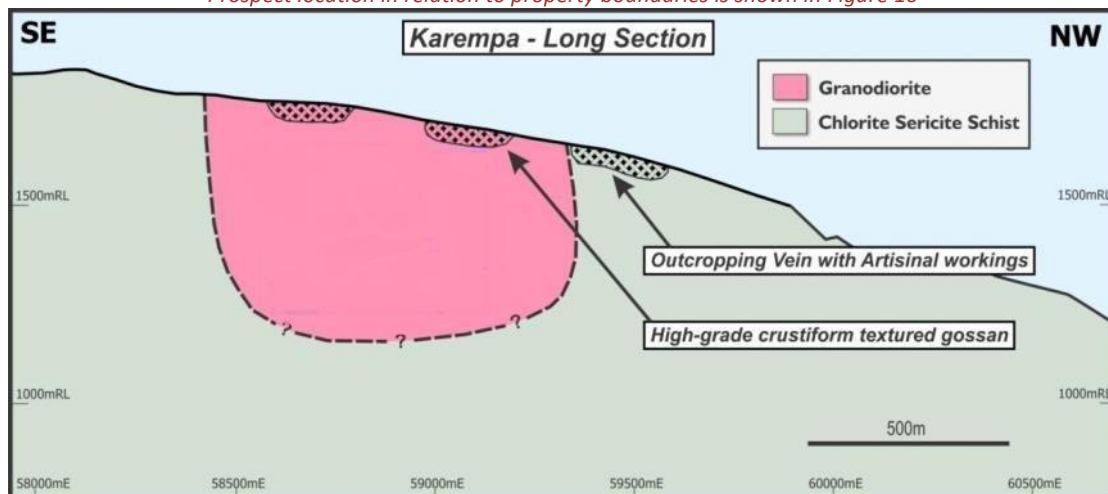 Prospect location in relation to property boundaries is shown in Figure 10
SE
Karempa - Long Section
NW
Granodiorite
Chlorite Sericite Schist
1500mRL
1500mRL
Outcropping Vein with Artisinal workings
High-grade crustiform textured gossan
? ? ?
1000mRL
1000mRL
500m
58000mE 58500mE 59000mE 59500mE 60000mE 60500mE